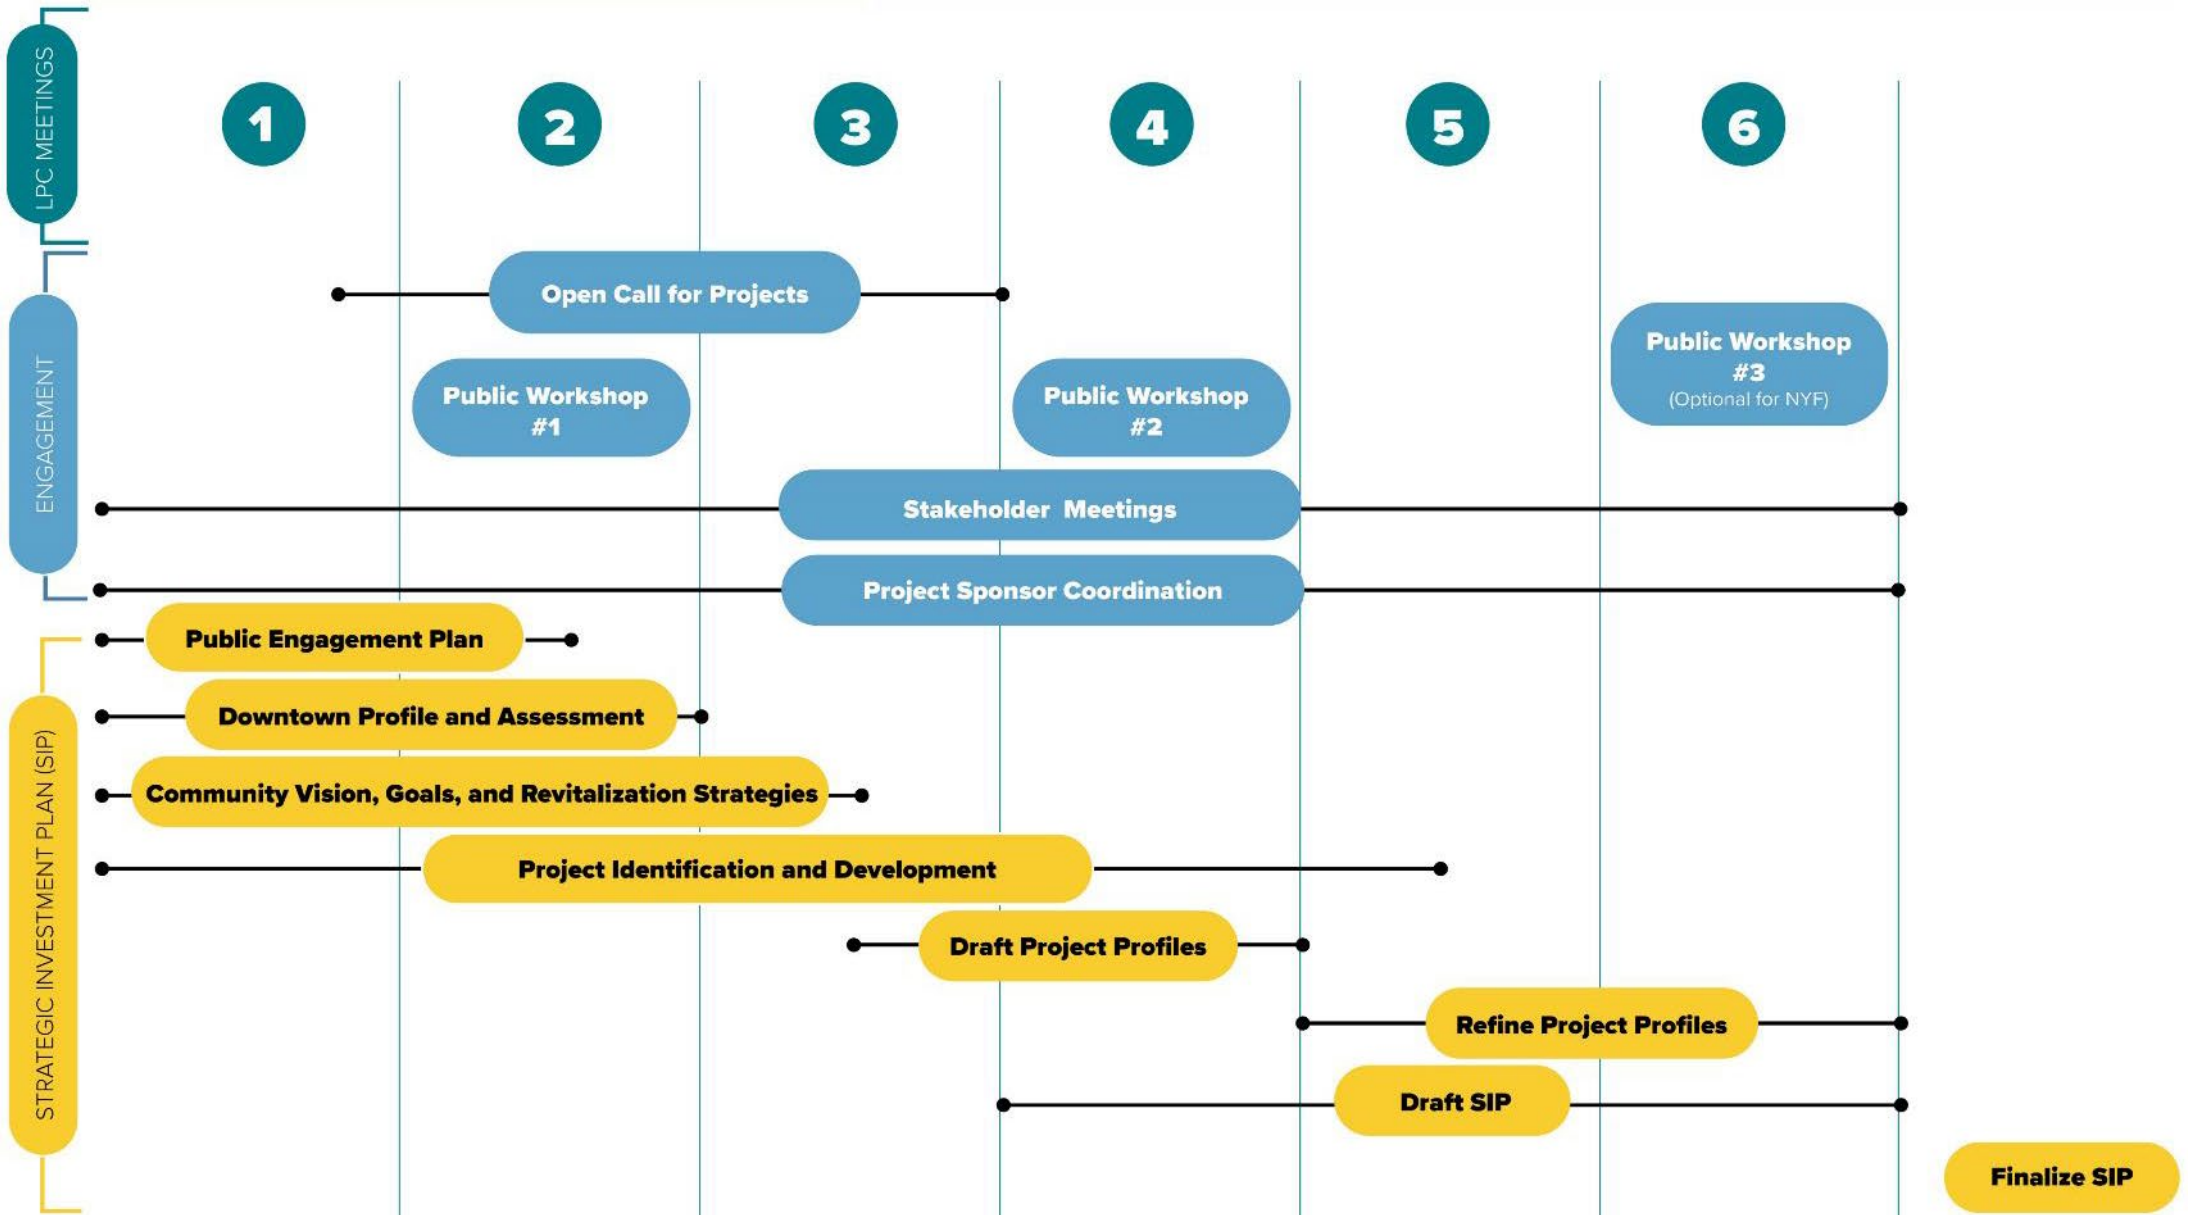 LPC MEETINGS
1
2
3
4
5
6
ENGAGEMENT
Open Call for Projects
Public Workshop
#1
Public Workshop
#2
Public Workshop
#3
(Optional for NYF)
Stakeholder Meetings
Project Sponsor Coordination
STRATEGIC INVESTMENT PLAN (SIP)
Public Engagement Plan
Downtown Profile and Assessment
Community Vision, Goals, and Revitalization Strategies
Project Identification and Development
Draft Project Profiles
Refine Project Profiles
Draft SIP
Finalize SIP